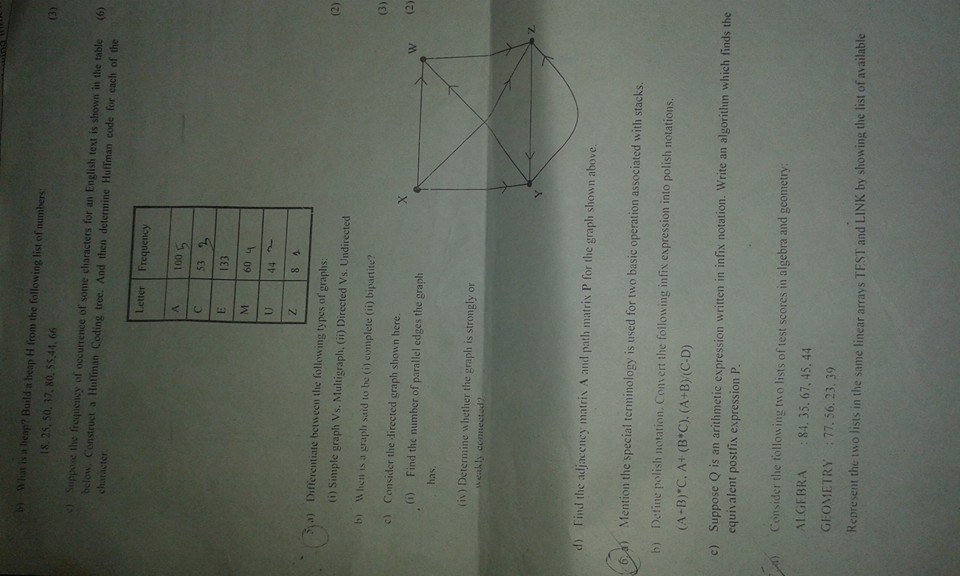 b) What is a heap? Build a heap H from the following list of numbers:
18, 25, 50, 37, 80, 55, 44, 66 (3)
c) Suppose the frequency of occurrence of some characters for an English text is shown in the table (6)
below. Construct a Huffman Coding tree. And then determine Huffman code for each of the
character.
Letter Frequency
A 100 5
C 53 3
E 133
M 60 4
U 44 2
Z 8
a) Differentiate between the following types of graphs:
(i) Simple graph Vs. Multigraph, (ii) Directed Vs. Undirected (2)
b) When is a graph said to be (i) complete (ii) bipartite?
c) Consider the directed graph shown here. (3)
(i) Find the number of parallel edges the graph (2)
has.
X
W
Y
Z
(iv) Determine whether the graph is strongly or
weakly connected?
d) Find the adjacency matrix A and path matrix P for the graph shown above.
6. a) Mention the special terminology is used for two basic operation associated with stacks.
b) Define polish notation. Convert the following infix expression into polish notations.
(A+B)*C, A+ (B*C), (A+B)/(C-D)
c) Suppose Q is an arithmetic expression written in infix notation. Write an algorithm which finds the
equivalent postfix expression P.
a) Consider the following two lists of test scores in algebra and geometry:
ALGEBRA : 84, 35, 67, 45, 44
GEOMETRY : 77, 56, 23, 39
Represent the two lists in the same linear arrays TEST and LINK by showing the list of available